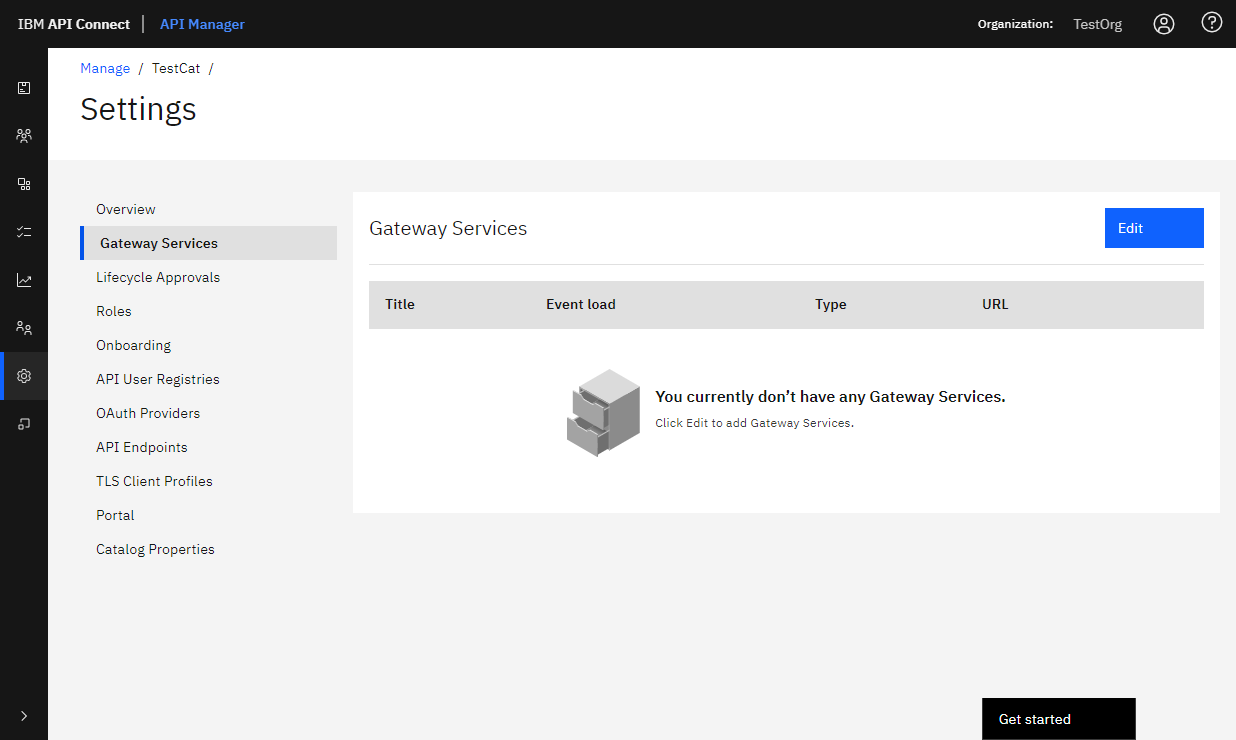 IBM API Connect | API Manager
Organization: TestOrg
Manage / TestCat /
Settings
Overview
Gateway Services
Lifecycle Approvals
Roles
Onboarding
API User Registries
OAuth Providers
API Endpoints
TLS Client Profiles
Portal
Catalog Properties
Gateway Services
Edit
Title Event load Type URL
You currently don’t have any Gateway Services.
Click Edit to add Gateway Services.
Get started